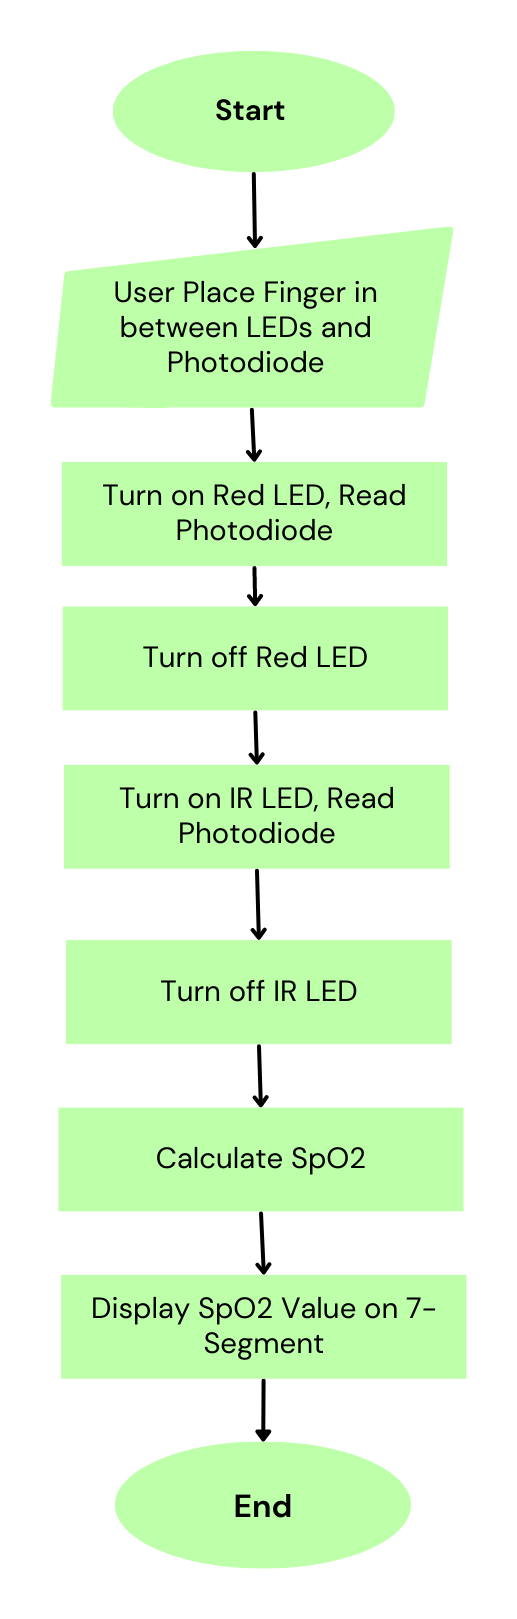 Start
User Place Finger in
between LEDs and
Photodiode
Turn on Red LED, Read
Photodiode
Turn off Red LED
Turn on IR LED, Read
Photodiode
Turn off IR LED
Calculate SpO2
Display SpO2 Value on 7-
Segment
End